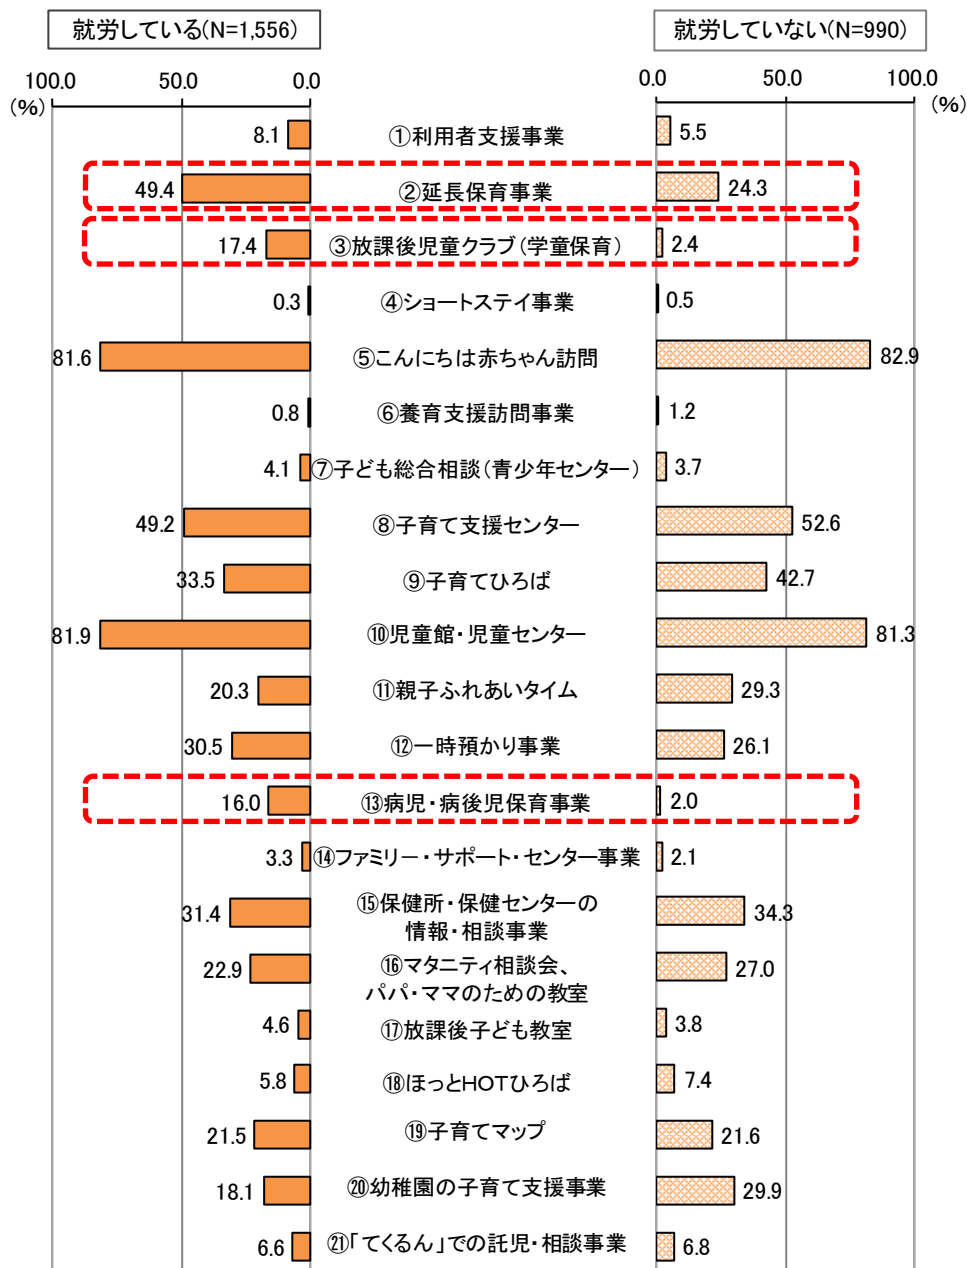 就労している(N=1,556)
就労していない(N=990)
100.0 50.0 0.0
0.0 50.0 100.0
(%)
(%)
8.1 ①利用者支援事業 5.5
49.4 ②延長保育事業 24.3
17.4 ③放課後児童クラブ(学童保育) 2.4
0.3 ④ショートステイ事業 0.5
81.6 ⑤こんにちは赤ちゃん訪問 82.9
0.8 ⑥養育支援訪問事業 1.2
4.1 ⑦子ども総合相談(青少年センター) 3.7
49.2 ⑧子育て支援センター 52.6
33.5 ⑨子育てひろば 42.7
81.9 ⑩児童館・児童センター 81.3
20.3 ⑪親子ふれあいタイム 29.3
30.5 ⑫一時預かり事業 26.1
16.0 ⑬病児・病後児保育事業 2.0
3.3 ⑭ファミリー・サポート・センター事業 2.1
31.4 ⑮保健所・保健センターの 34.3
情報・相談事業
22.9 ⑯マタニティ相談会、 27.0
パパ・ママのための教室
4.6 ⑰放課後子ども教室 3.8
5.8 ⑱ほっとHOTひろば 7.4
21.5 ⑲子育てマップ 21.6
18.1 ⑳幼稚園の子育て支援事業 29.9
6.6 ㉑「てくるん」での託児・相談事業 6.8